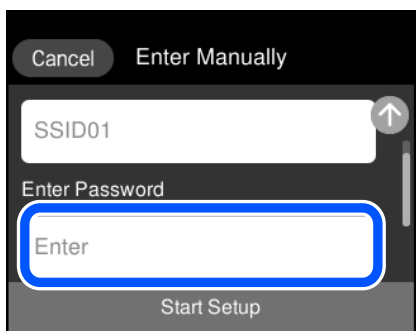 Cancel Enter Manually
SSID01
Enter Password
Enter
Start Setup